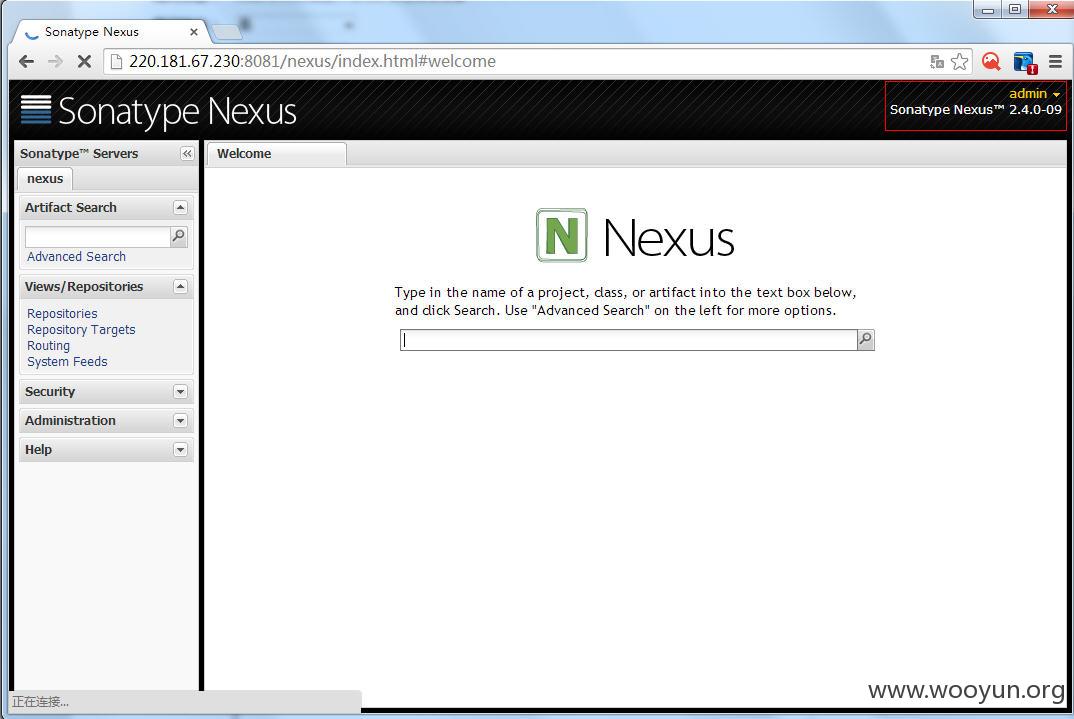 Sonatype Nexus
220.181.67.230:8081/nexus/index.html#welcome
Sonatype Nexus
admin
Sonatype Nexus™ 2.4.0-09
Sonatype™ Servers
nexus
Artifact Search
Advanced Search
Views/Repositories
Repositories
Repository Targets
Routing
System Feeds
Security
Administration
Help
Welcome
N Nexus
Type in the name of a project, class, or artifact into the text box below,
and click Search. Use "Advanced Search" on the left for more options.
正在连接...
www.wooyun.org